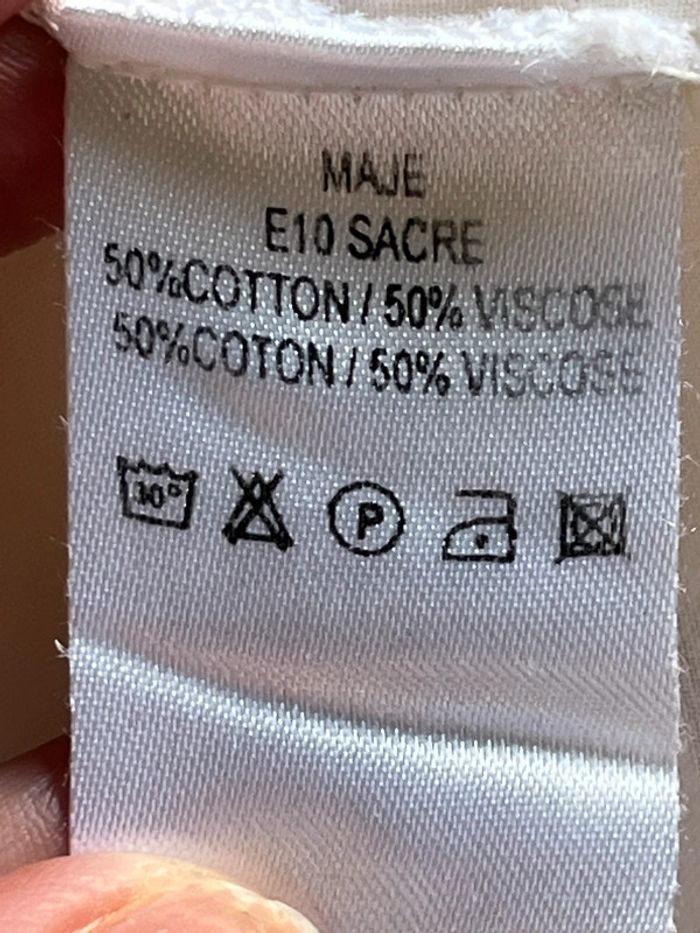 MAJE
E10 SACRE
50%COTTON / 50% VISCOSE
50%COTON / 50% VISCOSE
30°
P